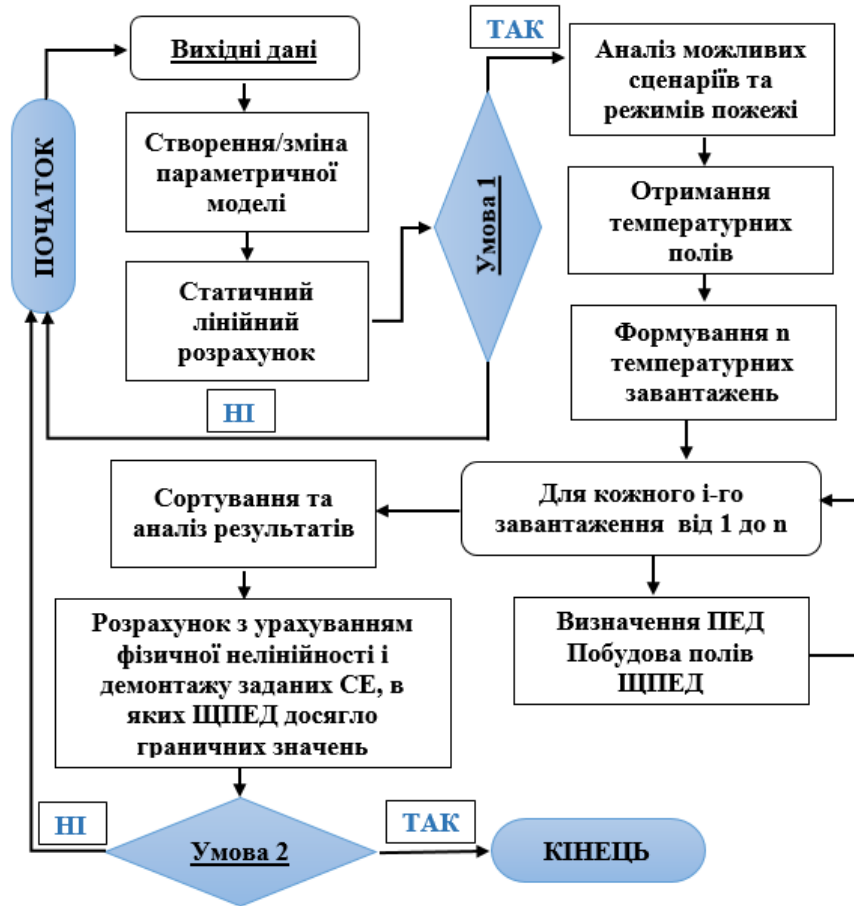 ПОЧАТОК
Вихідні дані
Створення/зміна
параметричної
моделі
Статичний
лінійний
розрахунок
Умова 1
НІ
ТАК
Аналіз можливих
сценаріїв та
режимів пожежі
Отримання
температурних
полів
Формування n
температурних
завантажень
Для кожного і-го
завантаження від 1 до n
Визначення ПЕД
Побудова полів
ЩПЕД
Сортування та
аналіз результатів
Розрахунок з урахуванням
фізичної нелінійності і
демонтажу заданих СЕ, в
яких ЩПЕД досягло
граничних значень
Умова 2
НІ
ТАК
КІНЕЦЬ